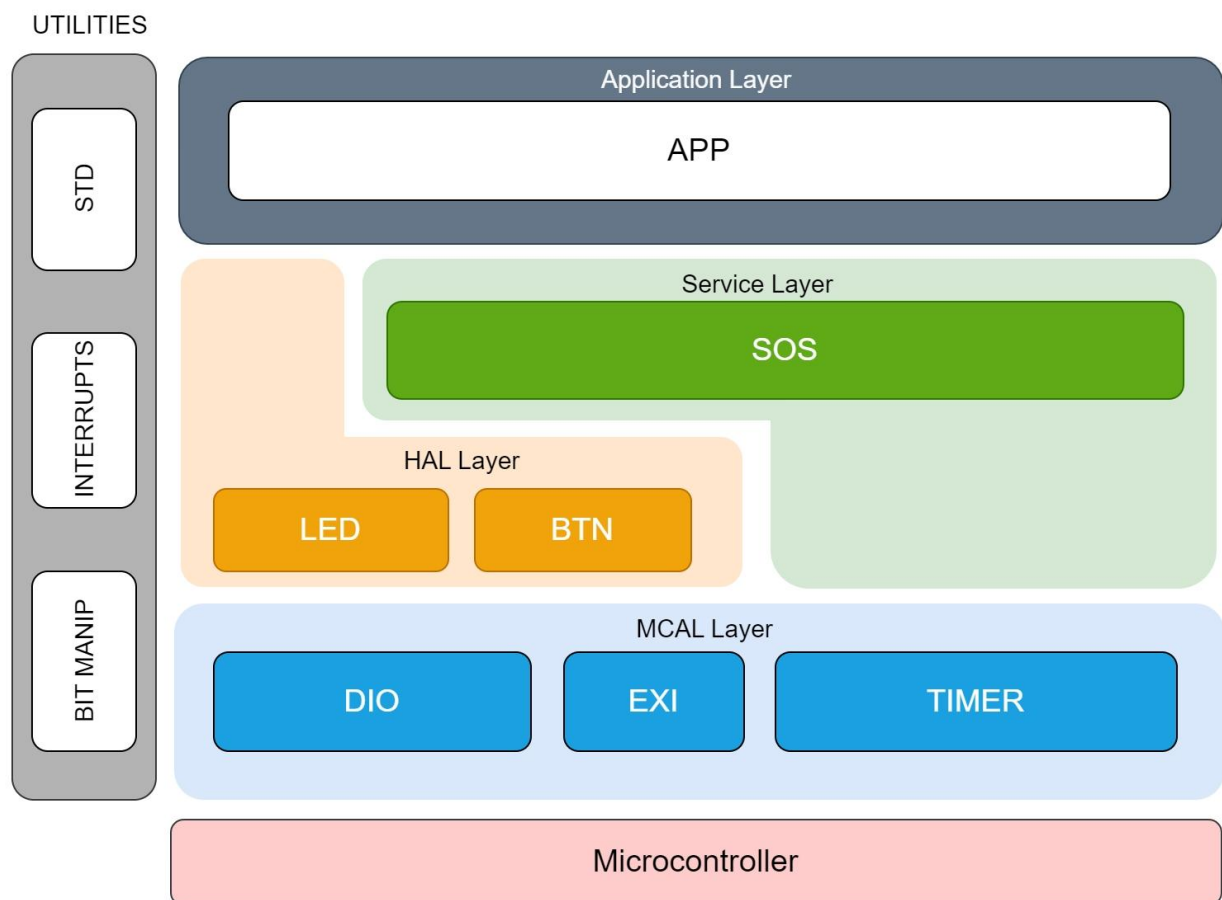 UTILITIES
STD
INTERRUPTS
BIT MANIP
Application Layer
APP
Service Layer
SOS
HAL Layer
LED
BTN
MCAL Layer
DIO
EXI
TIMER
Microcontroller